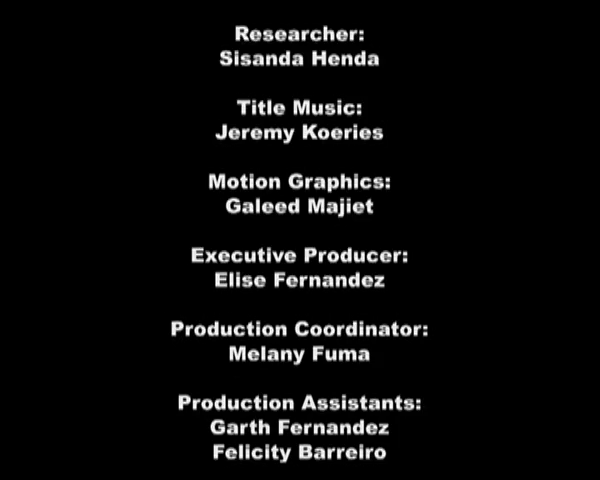 Researcher:
Sisanda Henda
Title Music:
Jeremy Koeries
Motion Graphics:
Galeed Majiet
Executive Producer:
Elise Fernandez
Production Coordinator:
Melany Fuma
Production Assistants:
Garth Fernandez
Felicity Barreiro